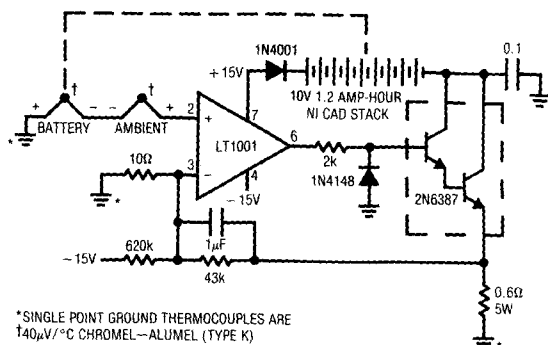 1N4001
0.1
+15V
10V 1.2 AMP-HOUR
NI CAD STACK
† †
+ − − +
BATTERY AMBIENT
*
2 +
7
LT1001
6
2k
3 −
4
−15V
10Ω
*
1N4148
2N6387
1µF
620k
~15V
43k
0.6Ω
5W
*
*SINGLE POINT GROUND THERMOCOUPLES ARE
†40µV/°C CHROMEL—ALUMEL (TYPE K)